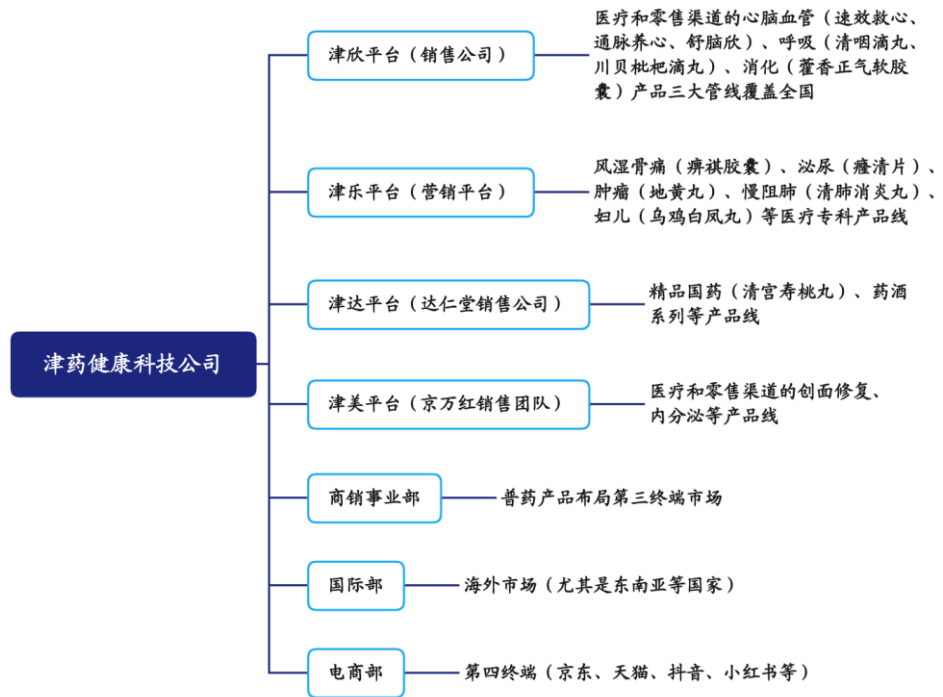 津药健康科技公司
津欣平台（销售公司）
医疗和零售渠道的心脑血管（速效救心、
通脉养心、舒脑欣）、呼吸（清咽滴丸、
川贝枇杷滴丸）、消化（藿香正气软胶
囊）产品三大管线覆盖全国
津乐平台（营销平台）
风湿骨痛（痹祺胶囊）、泌尿（癃清片）、
肿瘤（地黄丸）、慢阻肺（清肺消炎丸）、
妇儿（乌鸡白凤丸）等医疗专科产品线
津达平台（达仁堂销售公司）
精品国药（清宫寿桃丸）、药酒
系列等产品线
津美平台（京万红销售团队）
医疗和零售渠道的创面修复、
内分泌等产品线
商销事业部
普药产品布局第三终端市场
国际部
海外市场（尤其是东南亚等国家）
电商部
第四终端（京东、天猫、抖音、小红书等）